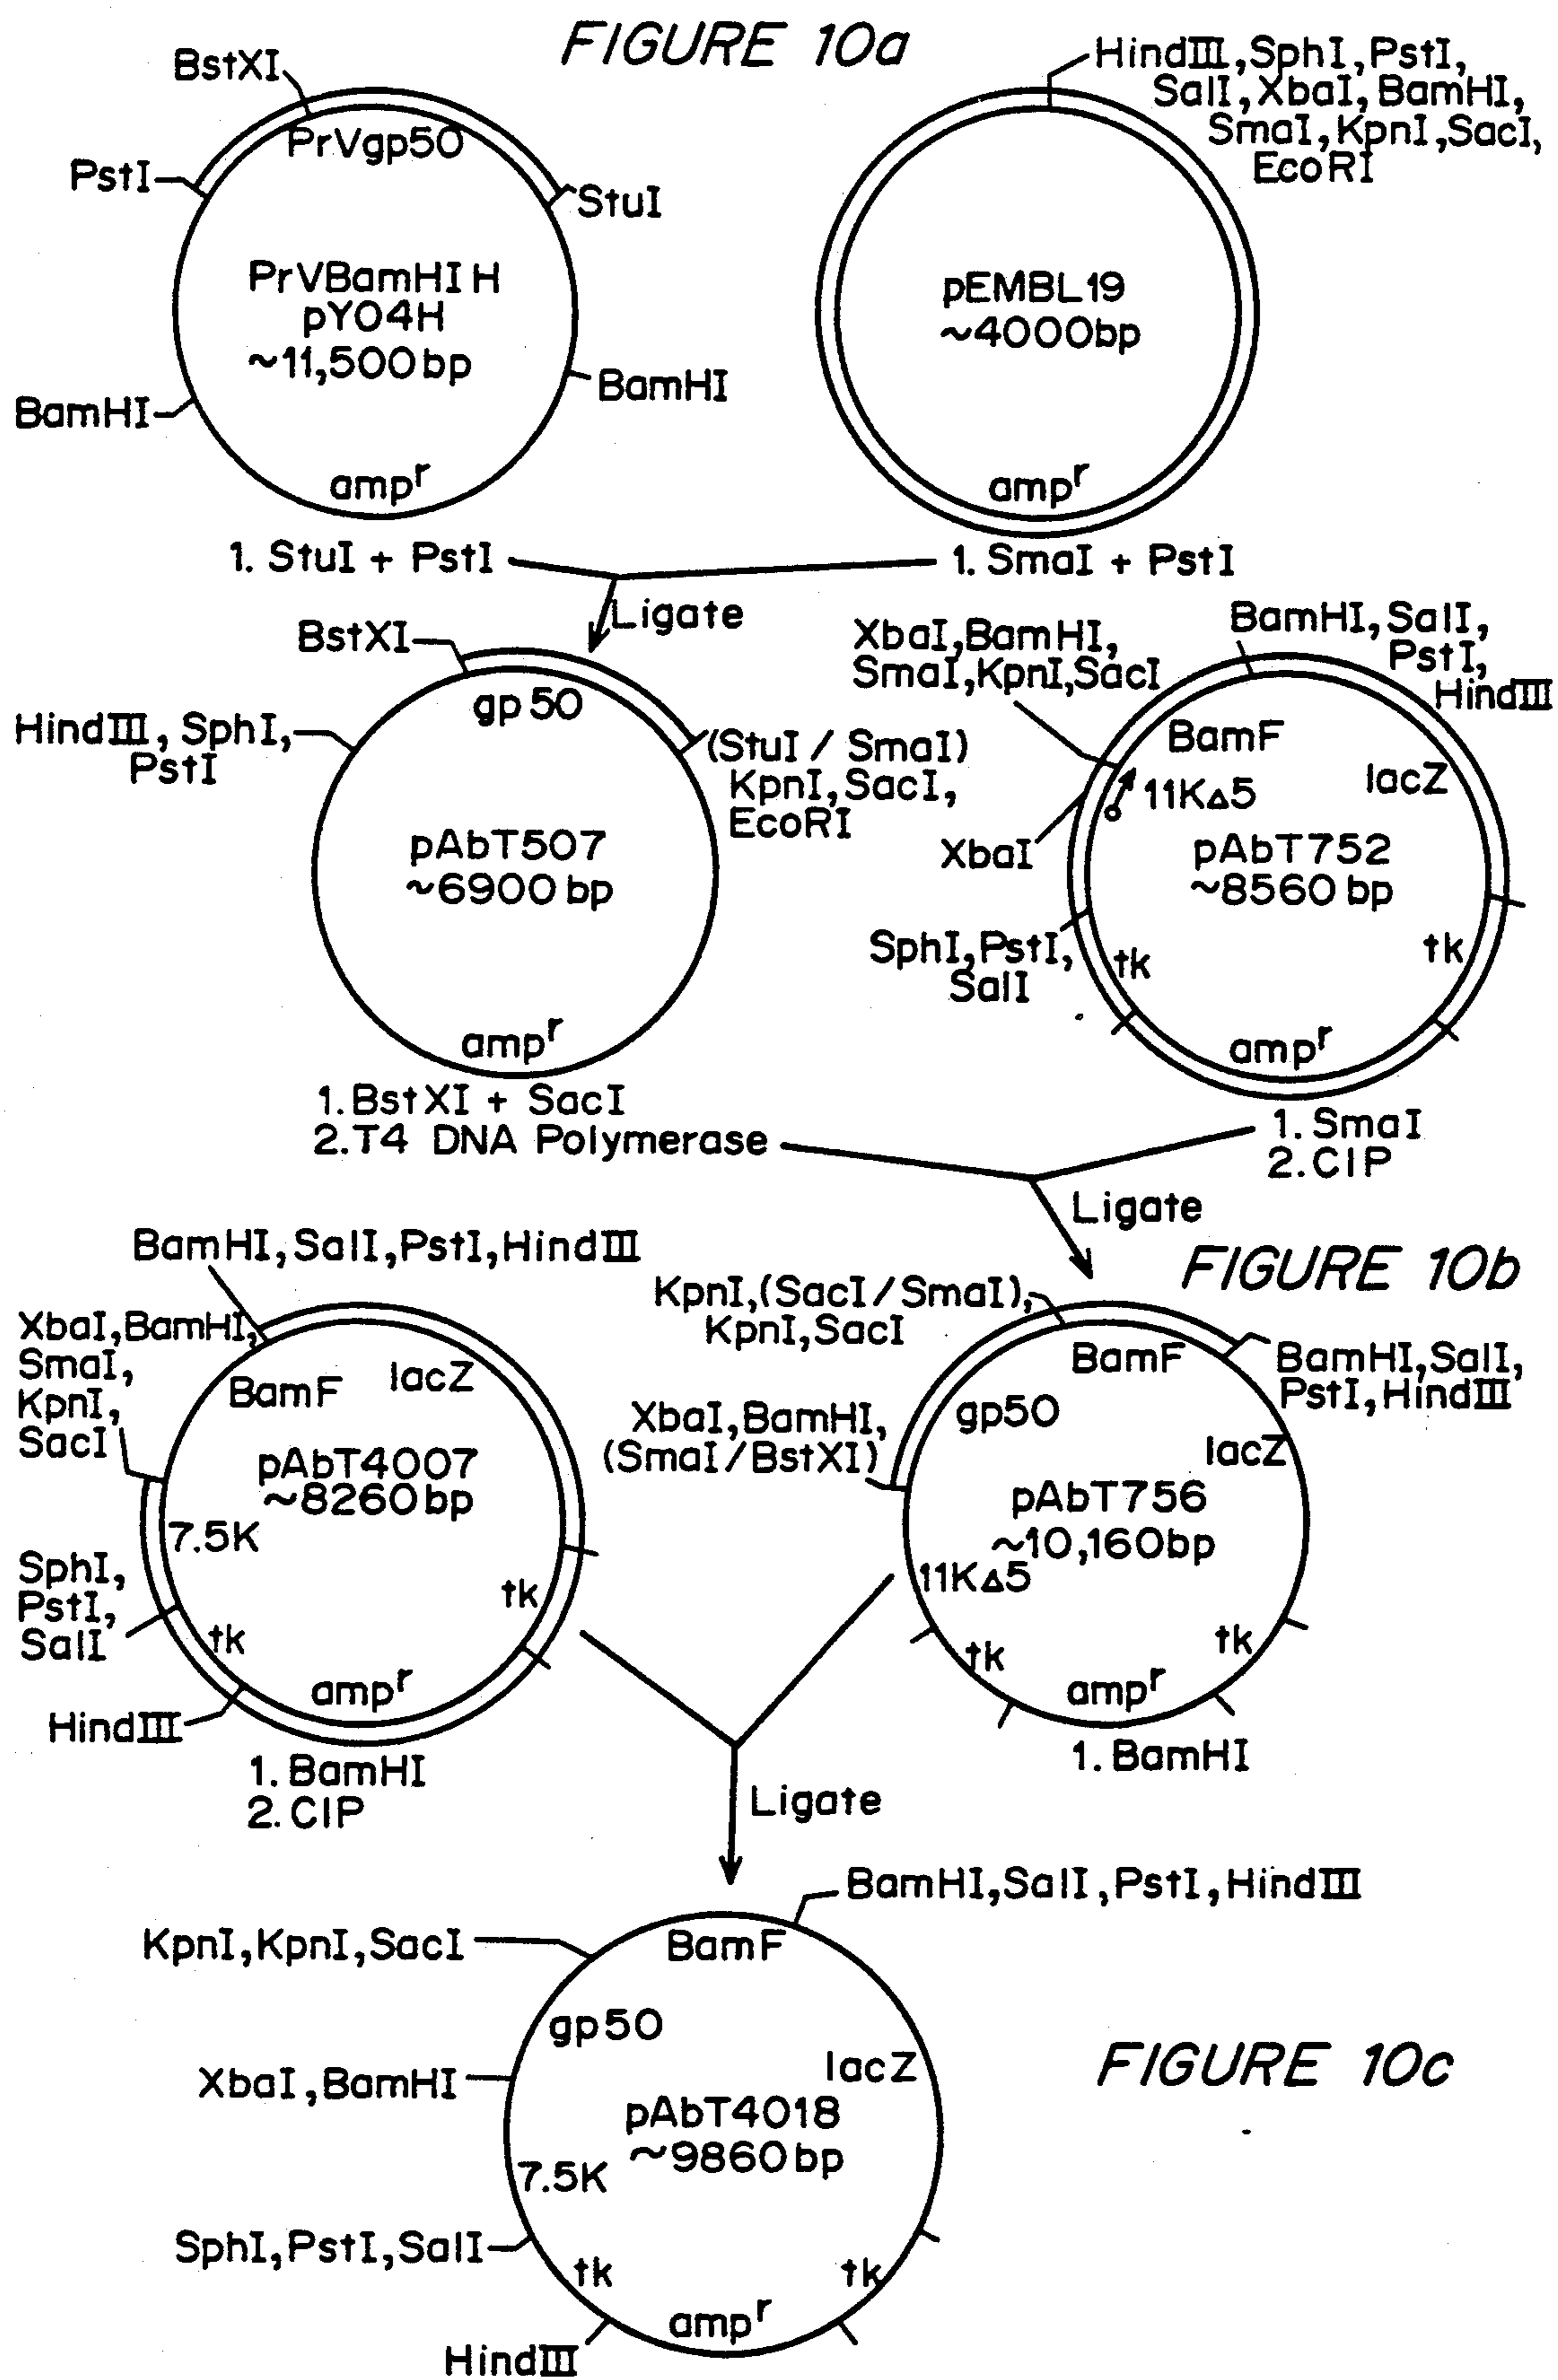 FIGURE 10a
BstXI
PrVgp50
PstI
StuI
PrVBamHI H
pY04H
~11,500 bp
BamHI
BamHI
ampʳ
HindIII, SphI, PstI,
SalI, XbaI, BamHI,
SmaI, KpnI, SacI,
EcoRI
pEMBL19
~4000bp
ampʳ
1. StuI + PstI
1. SmaI + PstI
Ligate
BstXI
gp50
HindIII, SphI,
PstI
(StuI / SmaI)
KpnI, SacI,
EcoRI
pAbT507
~6900 bp
ampʳ
XbaI, BamHI,
SmaI, KpnI, SacI
BamHI, SalI,
PstI,
HindIII
BamF
lacZ
11K∆5
XbaI
pAbT752
~8560 bp
SphI, PstI,
SalI
tk
tk
ampʳ
1. BstXI + SacI
2. T4 DNA Polymerase
1. SmaI
2. CIP
Ligate
FIGURE 10b
BamHI, SalI, PstI, HindIII
XbaI, BamHI,
SmaI,
KpnI,
SacI
BamF
lacZ
pAbT4007
~8260 bp
7.5K
SphI,
PstI,
SalI
tk
tk
ampʳ
HindIII
1. BamHI
2. CIP
KpnI, (SacI / SmaI),
KpnI, SacI
BamF
BamHI, SalI,
PstI, HindIII
gp50
XbaI, BamHI,
(SmaI / BstXI)
lacZ
pAbT756
~10,160bp
11K∆5
tk
tk
ampʳ
1. BamHI
Ligate
BamHI, SalI, PstI, HindIII
KpnI, KpnI, SacI
BamF
gp50
lacZ
XbaI, BamHI
pAbT4018
~9860 bp
7.5K
SphI, PstI, SalI
tk
tk
ampʳ
HindIII
FIGURE 10c